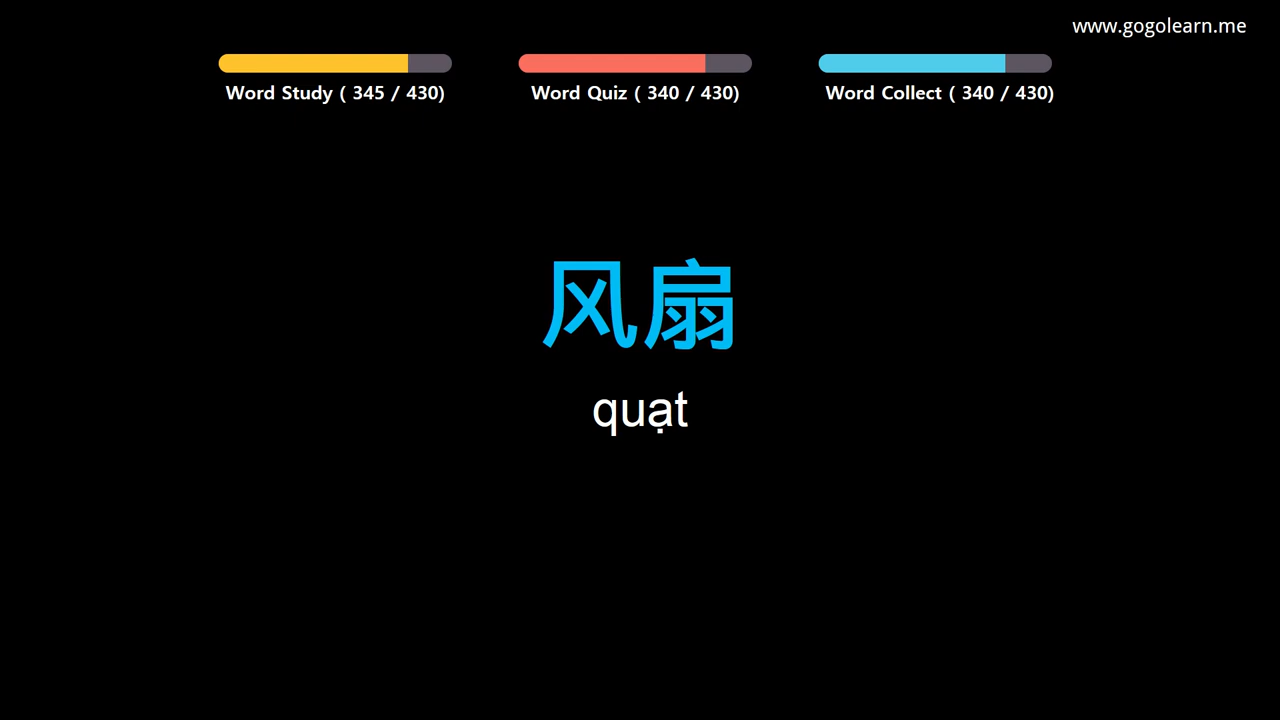 www.gogolearn.me
Word Study ( 345 / 430)
Word Quiz ( 340 / 430)
Word Collect ( 340 / 430)
风扇
quạt